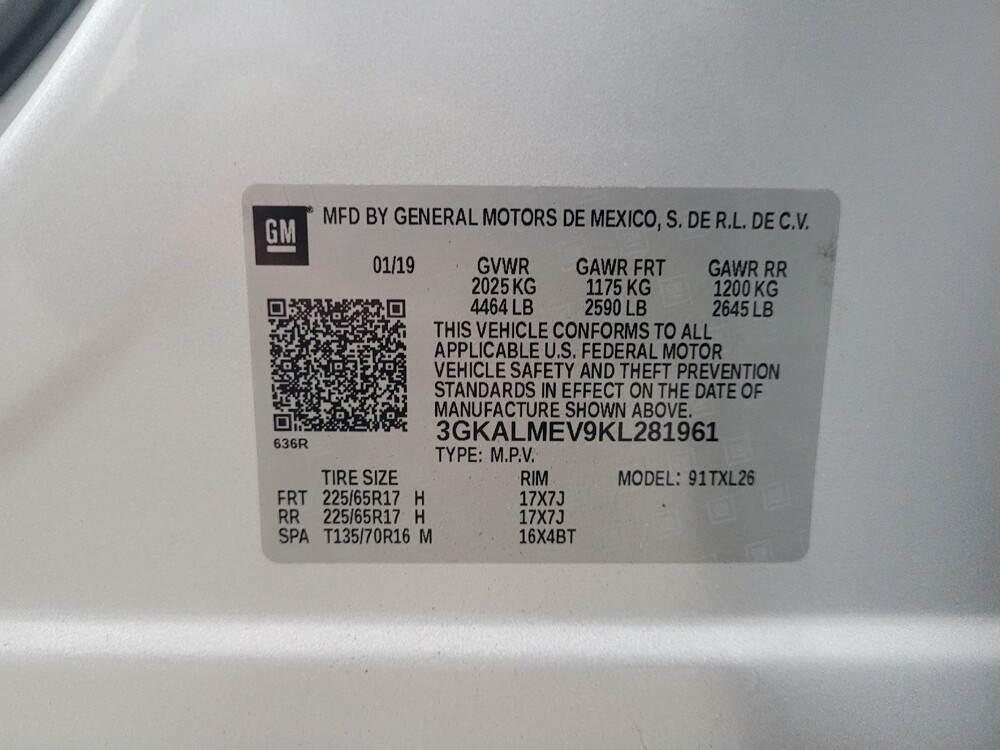 GM® MFD BY GENERAL MOTORS DE MEXICO, S. DE R.L. DE C.V.
01/19 GVWR GAWR FRT GAWR RR
2025 KG 1175 KG 1200 KG
4464 LB 2590 LB 2645 LB
THIS VEHICLE CONFORMS TO ALL
APPLICABLE U.S. FEDERAL MOTOR
VEHICLE SAFETY AND THEFT PREVENTION
STANDARDS IN EFFECT ON THE DATE OF
MANUFACTURE SHOWN ABOVE.
3GKALMEV9KL281961
636R
TYPE: M.P.V.
TIRE SIZE RIM MODEL: 91TXL26
FRT 225/65R17 H 17X7J
RR 225/65R17 H 17X7J
SPA T135/70R16 M 16X4BT